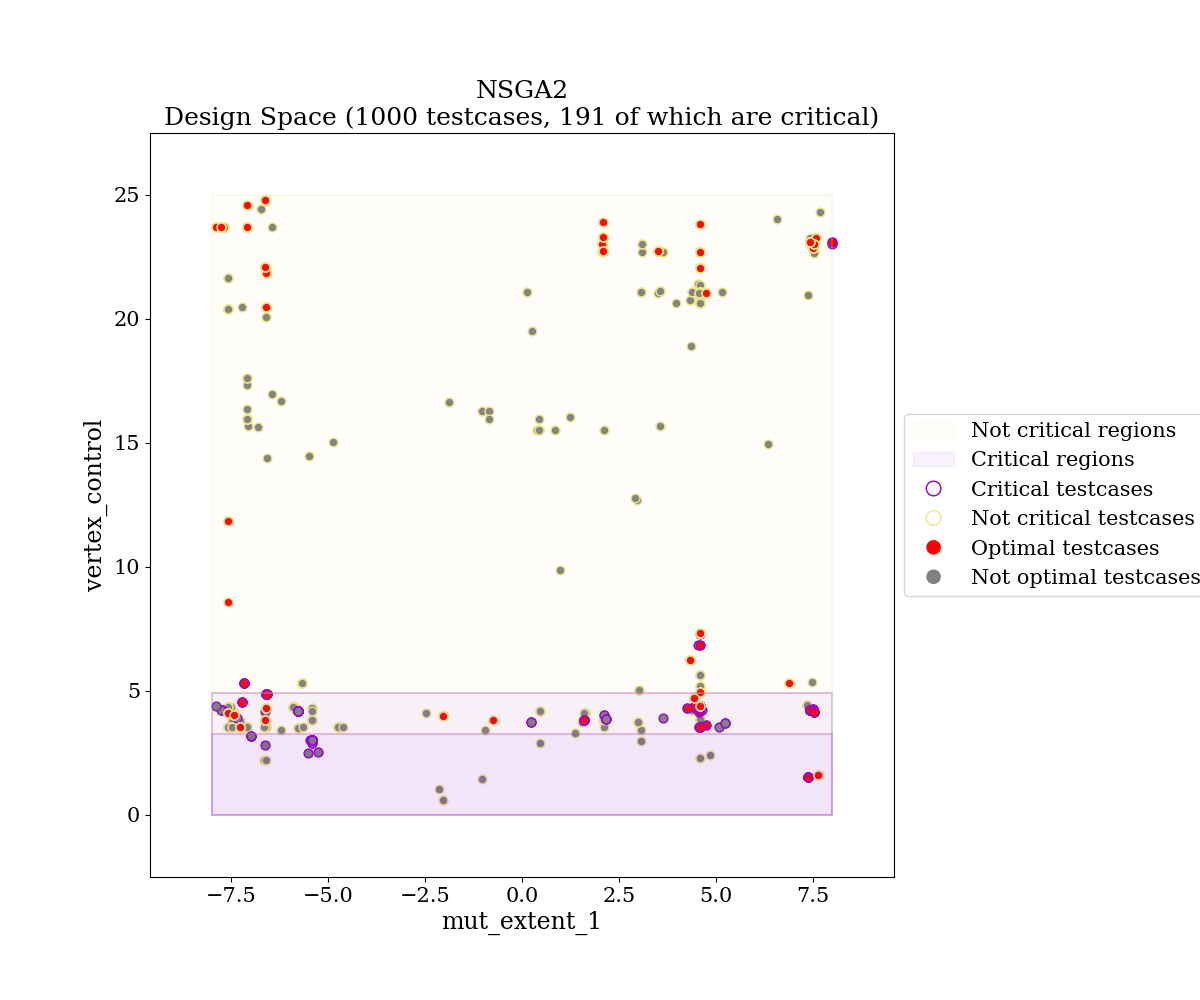 NSGA2
Design Space (1000 testcases, 191 of which are critical)
25
20
15
10
5
0
vertex_control
−7.5
−5.0
−2.5
0.0
2.5
5.0
7.5
mut_extent_1
Not critical regions
Critical regions
Critical testcases
Not critical testcases
Optimal testcases
Not optimal testcases